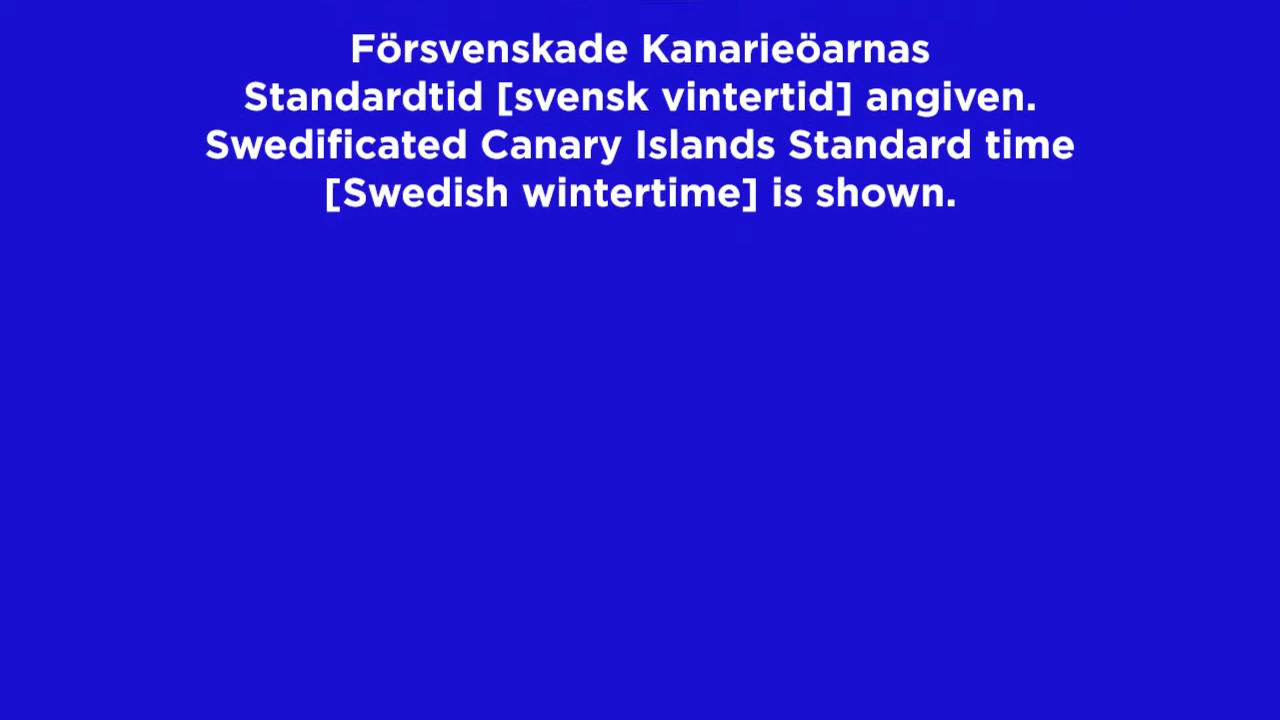 Försvenskade Kanarieöarnas
Standardtid [svensk vintertid] angiven.
Swedificated Canary Islands Standard time
[Swedish wintertime] is shown.